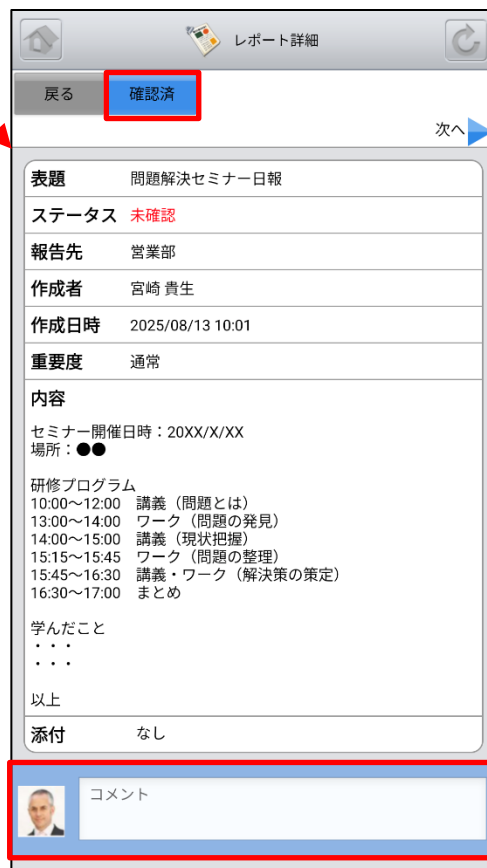 レポート詳細
戻る 確認済
次へ
表題 問題解決セミナー日報
ステータス 未確認
報告先 営業部
作成者 宮崎 貴生
作成日時 2025/08/13 10:01
重要度 通常
内容
セミナー開催日時：20XX/X/XX
場所：●●
研修プログラム
10:00～12:00 講義（問題とは）
13:00～14:00 ワーク（問題の発見）
14:00～15:00 講義（現状把握）
15:15～15:45 ワーク（問題の整理）
15:45～16:30 講義・ワーク（解決策の策定）
16:30～17:00 まとめ
学んだこと
・・・
・・・
以上
添付 なし
コメント